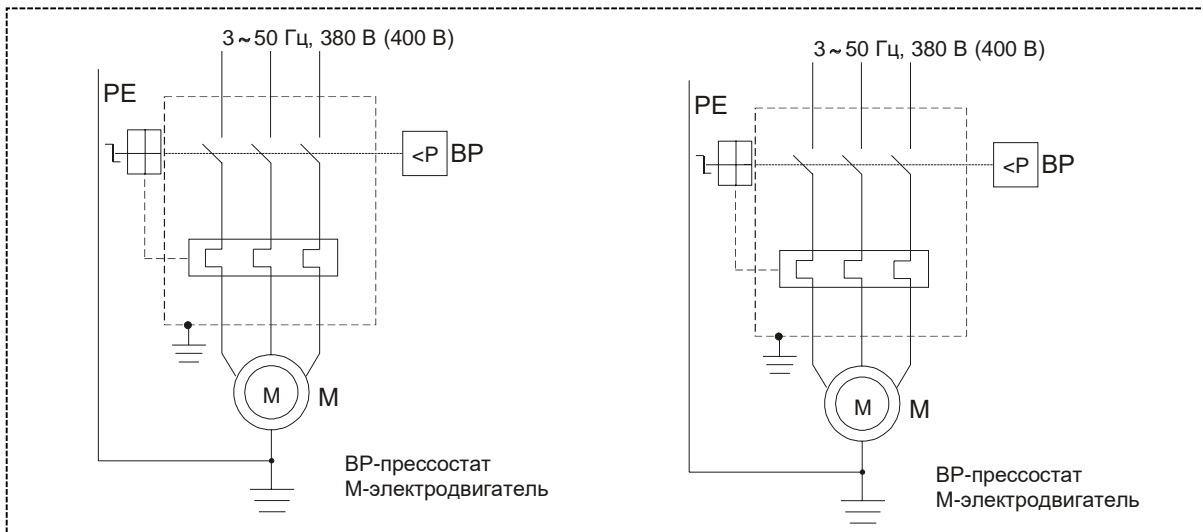 3~50 Гц, 380 В (400 В)
PE
<P BP
M M
BP-прессостат
М-электродвигатель
3~50 Гц, 380 В (400 В)
PE
<P BP
M M
BP-прессостат
М-электродвигатель